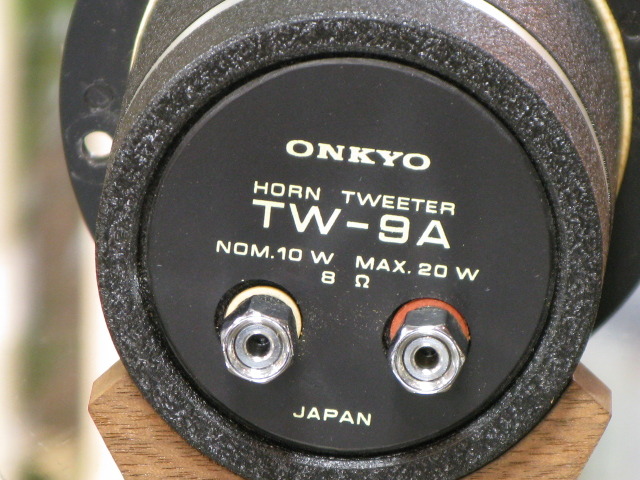 ONKYO
HORN TWEETER
TW-9A
NOM.10 W MAX.20 W
8 Ω
JAPAN